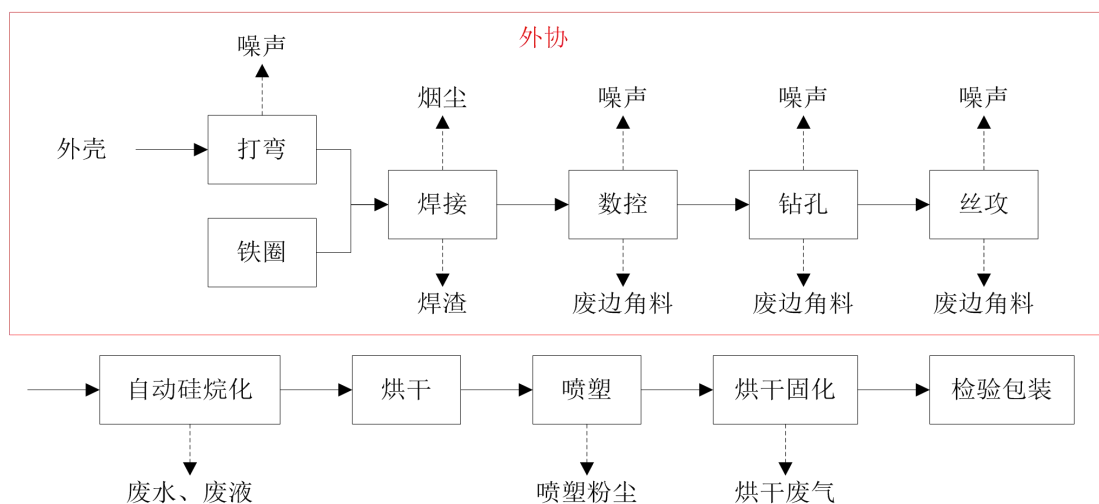 外协
噪声
烟尘
噪声
噪声
噪声
外壳
打弯
焊接
数控
钻孔
丝攻
铁圈
焊渣
废边角料
废边角料
废边角料
自动硅烷化
烘干
喷塑
烘干固化
检验包装
废水、废液
喷塑粉尘
烘干废气